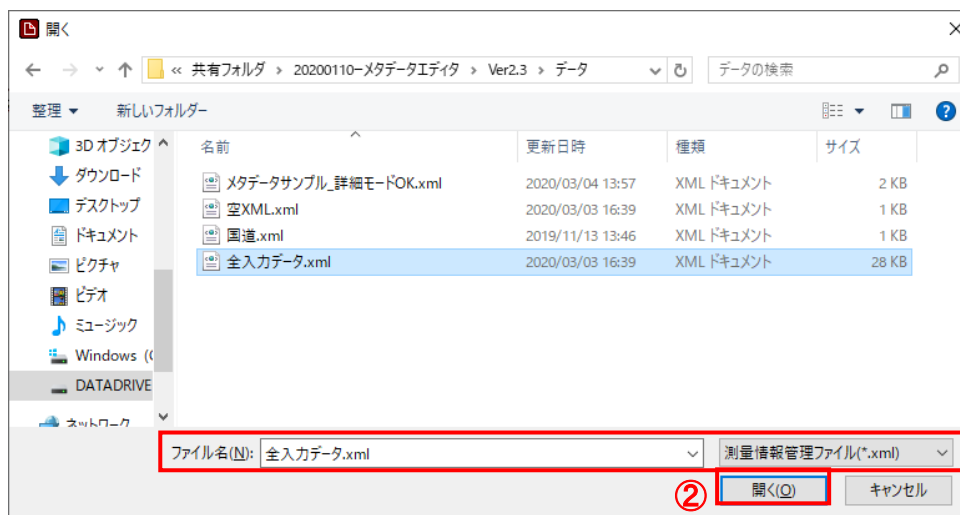 開く
« 共有フォルダ > 20200110-メタデータエディタ > Ver2.3 > データ
データの検索
整理 新しいフォルダー
名前 更新日時 種類 サイズ
3D オブジェク
ダウンロード
デスクトップ
ドキュメント
ピクチャ
ビデオ
ミュージック
Windows (C
DATADRIVE
ネットワーク
メタデータサンプル_詳細モードOK.xml 2020/03/04 13:57 XML ドキュメント 2 KB
空XML.xml 2020/03/03 16:39 XML ドキュメント 1 KB
国道.xml 2019/11/13 13:46 XML ドキュメント 1 KB
全入力データ.xml 2020/03/03 16:39 XML ドキュメント 28 KB
ファイル名(N): 全入力データ.xml 測量情報管理ファイル(*.xml)
② 開く(O) キャンセル